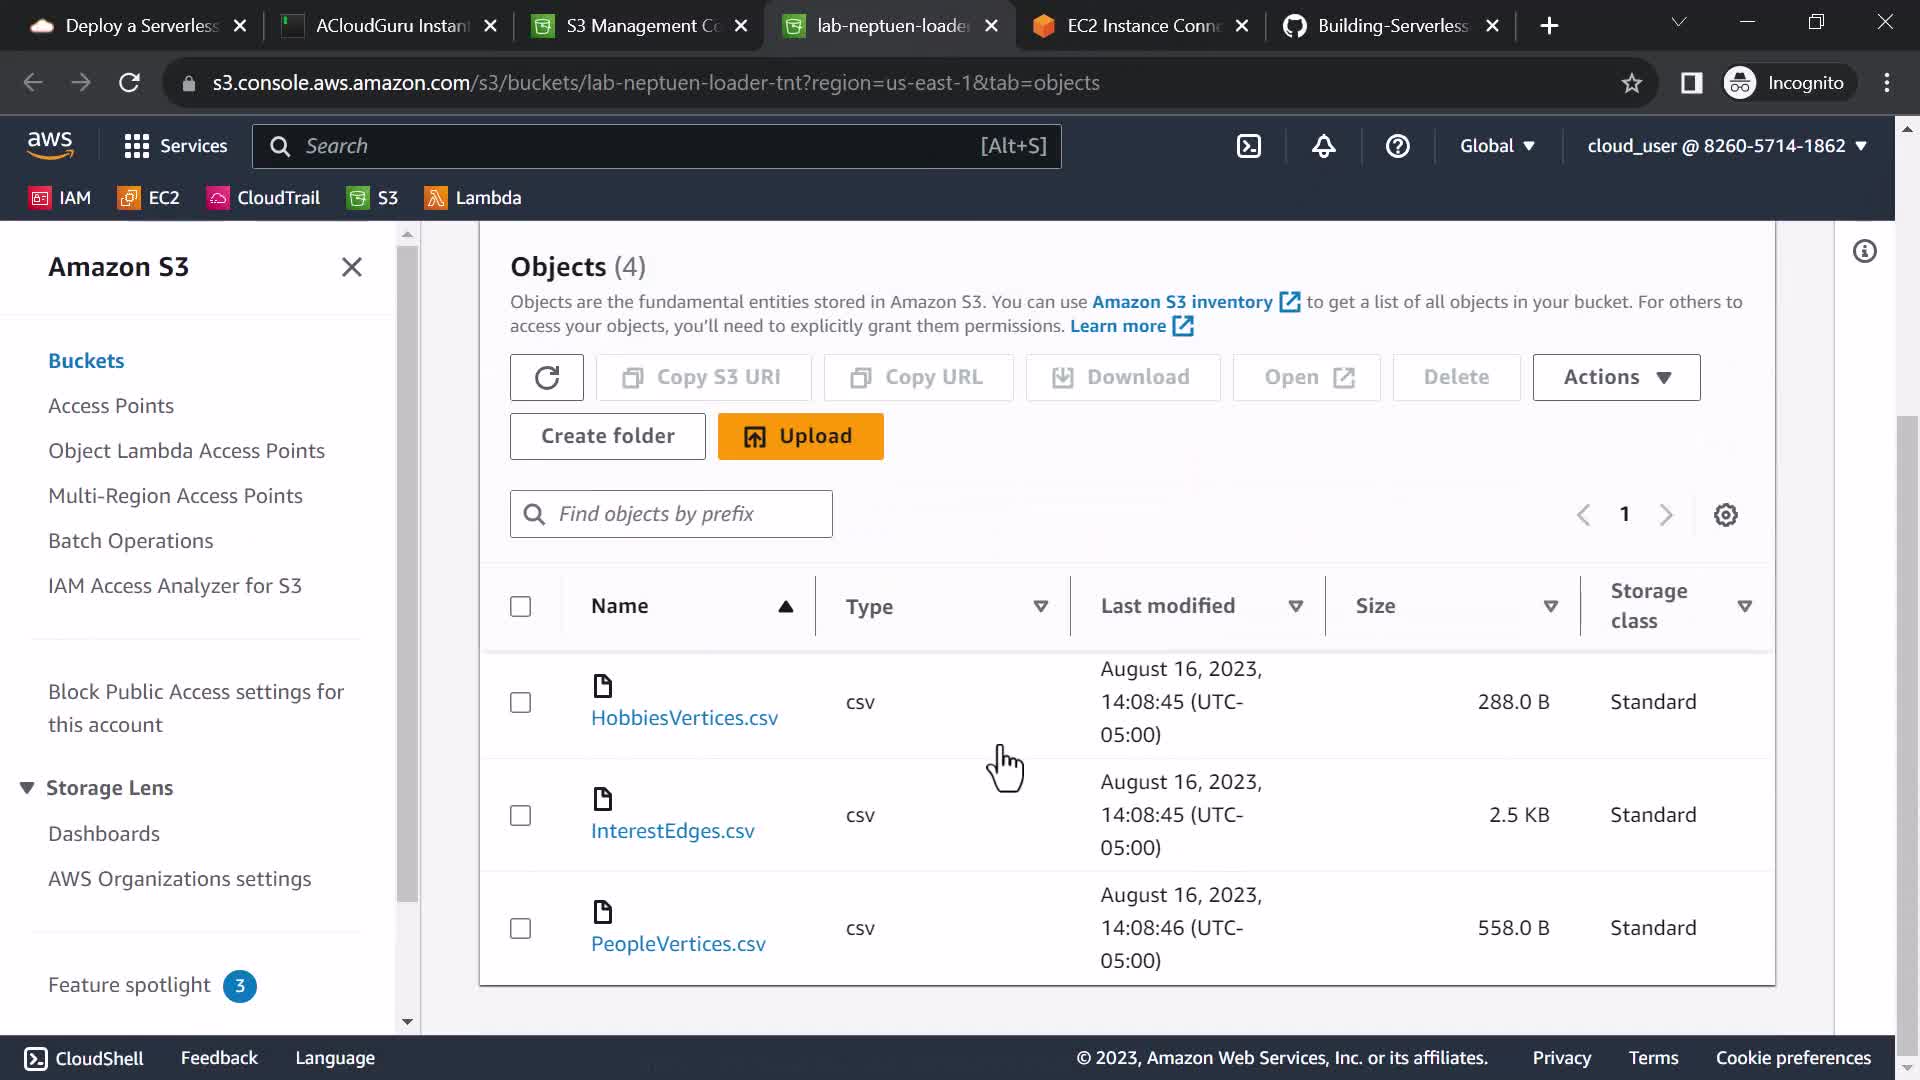 Deploy a Serverless
ACloudGuru Instant
S3 Management Co
lab-neptuen-loade
EC2 Instance Conne
Building-Serverless
s3.console.aws.amazon.com/s3/buckets/lab-neptuen-loader-tnt?region=us-east-1&tab=objects
Incognito
aws
Services
Search
[Alt+S]
Global
cloud_user @ 8260-5714-1862
IAM
EC2
CloudTrail
S3
Lambda
Amazon S3
Buckets
Access Points
Object Lambda Access Points
Multi-Region Access Points
Batch Operations
IAM Access Analyzer for S3
Block Public Access settings for
this account
Storage Lens
Dashboards
AWS Organizations settings
Feature spotlight 3
Objects (4)
Objects are the fundamental entities stored in Amazon S3. You can use Amazon S3 inventory to get a list of all objects in your bucket. For others to
access your objects, you'll need to explicitly grant them permissions. Learn more
Copy S3 URI
Copy URL
Download
Open
Delete
Actions
Create folder
Upload
Find objects by prefix
1
Name
Type
Last modified
Size
Storage
class
HobbiesVertices.csv
csv
August 16, 2023,
14:08:45 (UTC-
05:00)
288.0 B
Standard
InterestEdges.csv
csv
August 16, 2023,
14:08:45 (UTC-
05:00)
2.5 KB
Standard
PeopleVertices.csv
csv
August 16, 2023,
14:08:46 (UTC-
05:00)
558.0 B
Standard
CloudShell
Feedback
Language
© 2023, Amazon Web Services, Inc. or its affiliates.
Privacy
Terms
Cookie preferences